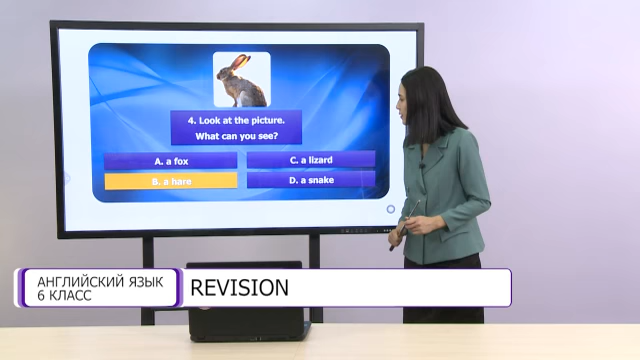 4. Look at the picture.
What can you see?
A. a fox
C. a lizard
B. a hare
D. a snake
АНГЛИЙСКИЙ ЯЗЫК
6 КЛАСС
REVISION